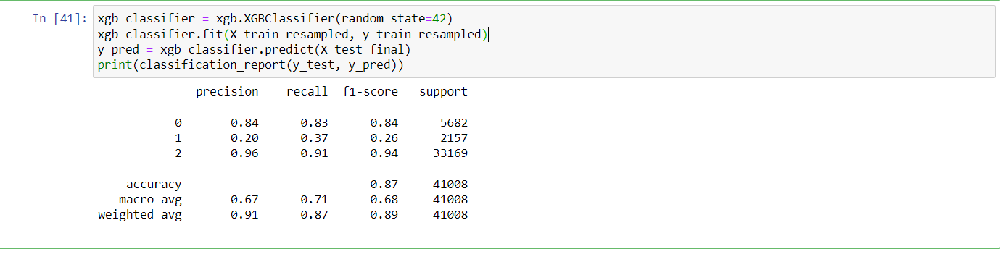 In [41]: xgb_classifier = xgb.XGBClassifier(random_state=42)
xgb_classifier.fit(X_train_resampled, y_train_resampled)
y_pred = xgb_classifier.predict(X_test_final)
print(classification_report(y_test, y_pred))
precision recall f1-score support
0 0.84 0.83 0.84 5682
1 0.20 0.37 0.26 2157
2 0.96 0.91 0.94 33169
accuracy 0.87 41008
macro avg 0.67 0.71 0.68 41008
weighted avg 0.91 0.87 0.89 41008